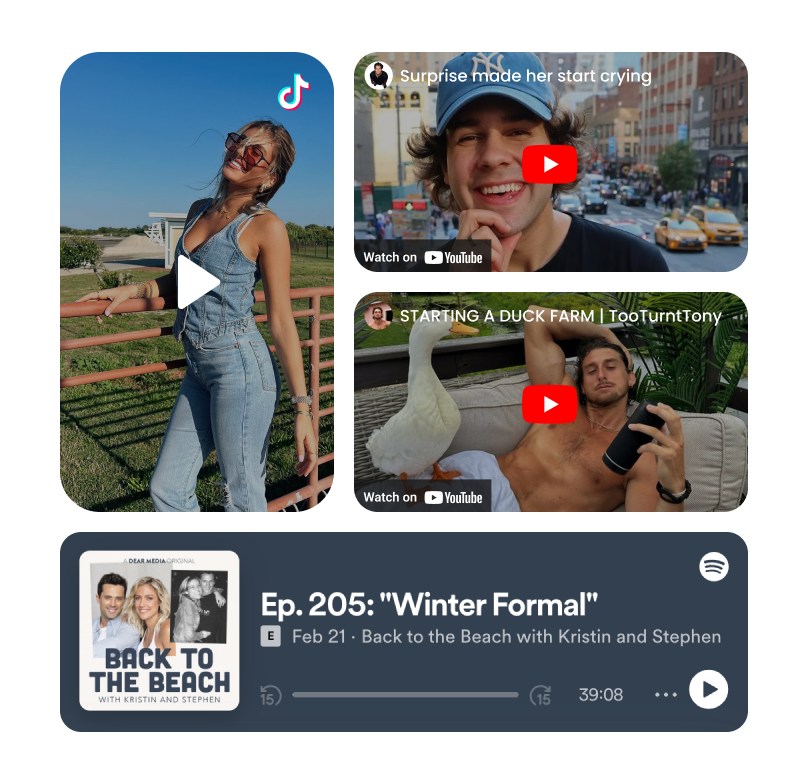 Surprise made her start crying
Watch on YouTube
STARTING A DUCK FARM | TooTurntTony
Watch on YouTube
A DEAR MEDIA ORIGINAL
BACK TO
THE BEACH
WITH KRISTIN AND STEPHEN
Ep. 205: "Winter Formal"
E Feb 21 · Back to the Beach with Kristin and Stephen
15 15 39:08